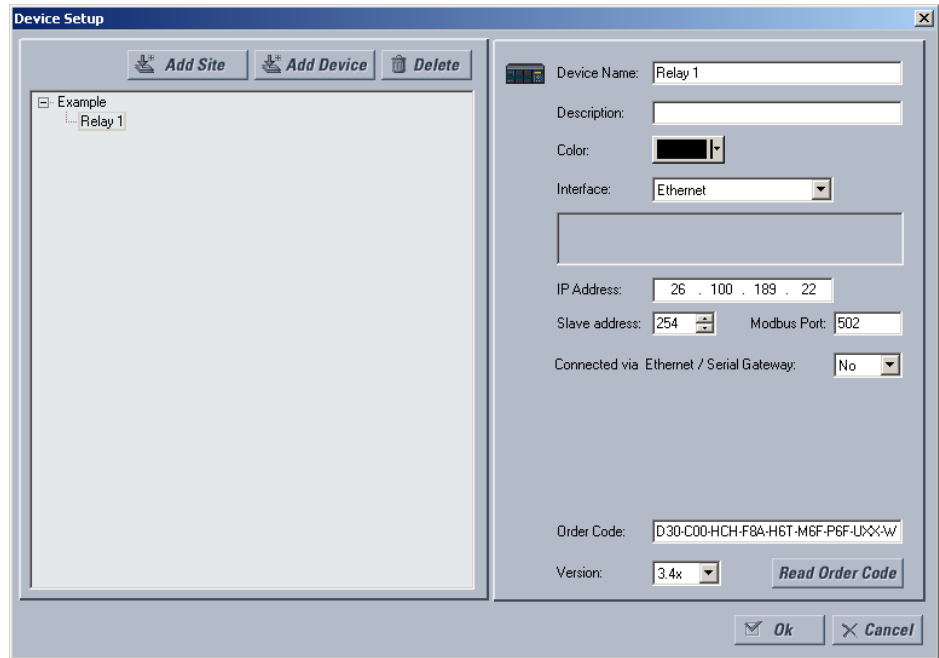 Device Setup
Add Site
Add Device
Delete
Example
Relay 1
Device Name: Relay 1
Description:
Color:
Interface: Ethernet
IP Address: 26 . 100 . 189 . 22
Slave address: 254 Modbus Port: 502
Connected via Ethernet / Serial Gateway: No
Order Code: D30-C00-HCH-F8A-H6T-M6F-P6F-UXX-W
Version: 3.4x Read Order Code
Ok
Cancel